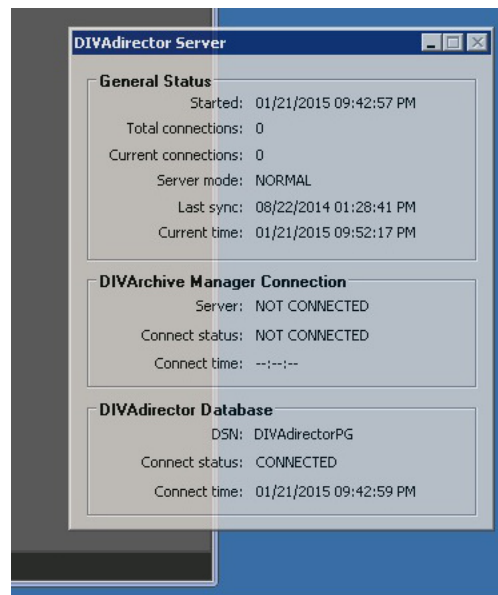 DIVAdirector Server
General Status
Started: 01/21/2015 09:42:57 PM
Total connections: 0
Current connections: 0
Server mode: NORMAL
Last sync: 08/22/2014 01:28:41 PM
Current time: 01/21/2015 09:52:17 PM
DIVArchive Manager Connection
Server: NOT CONNECTED
Connect status: NOT CONNECTED
Connect time: --:--:--
DIVAdirector Database
DSN: DIVAdirectorPG
Connect status: CONNECTED
Connect time: 01/21/2015 09:42:59 PM